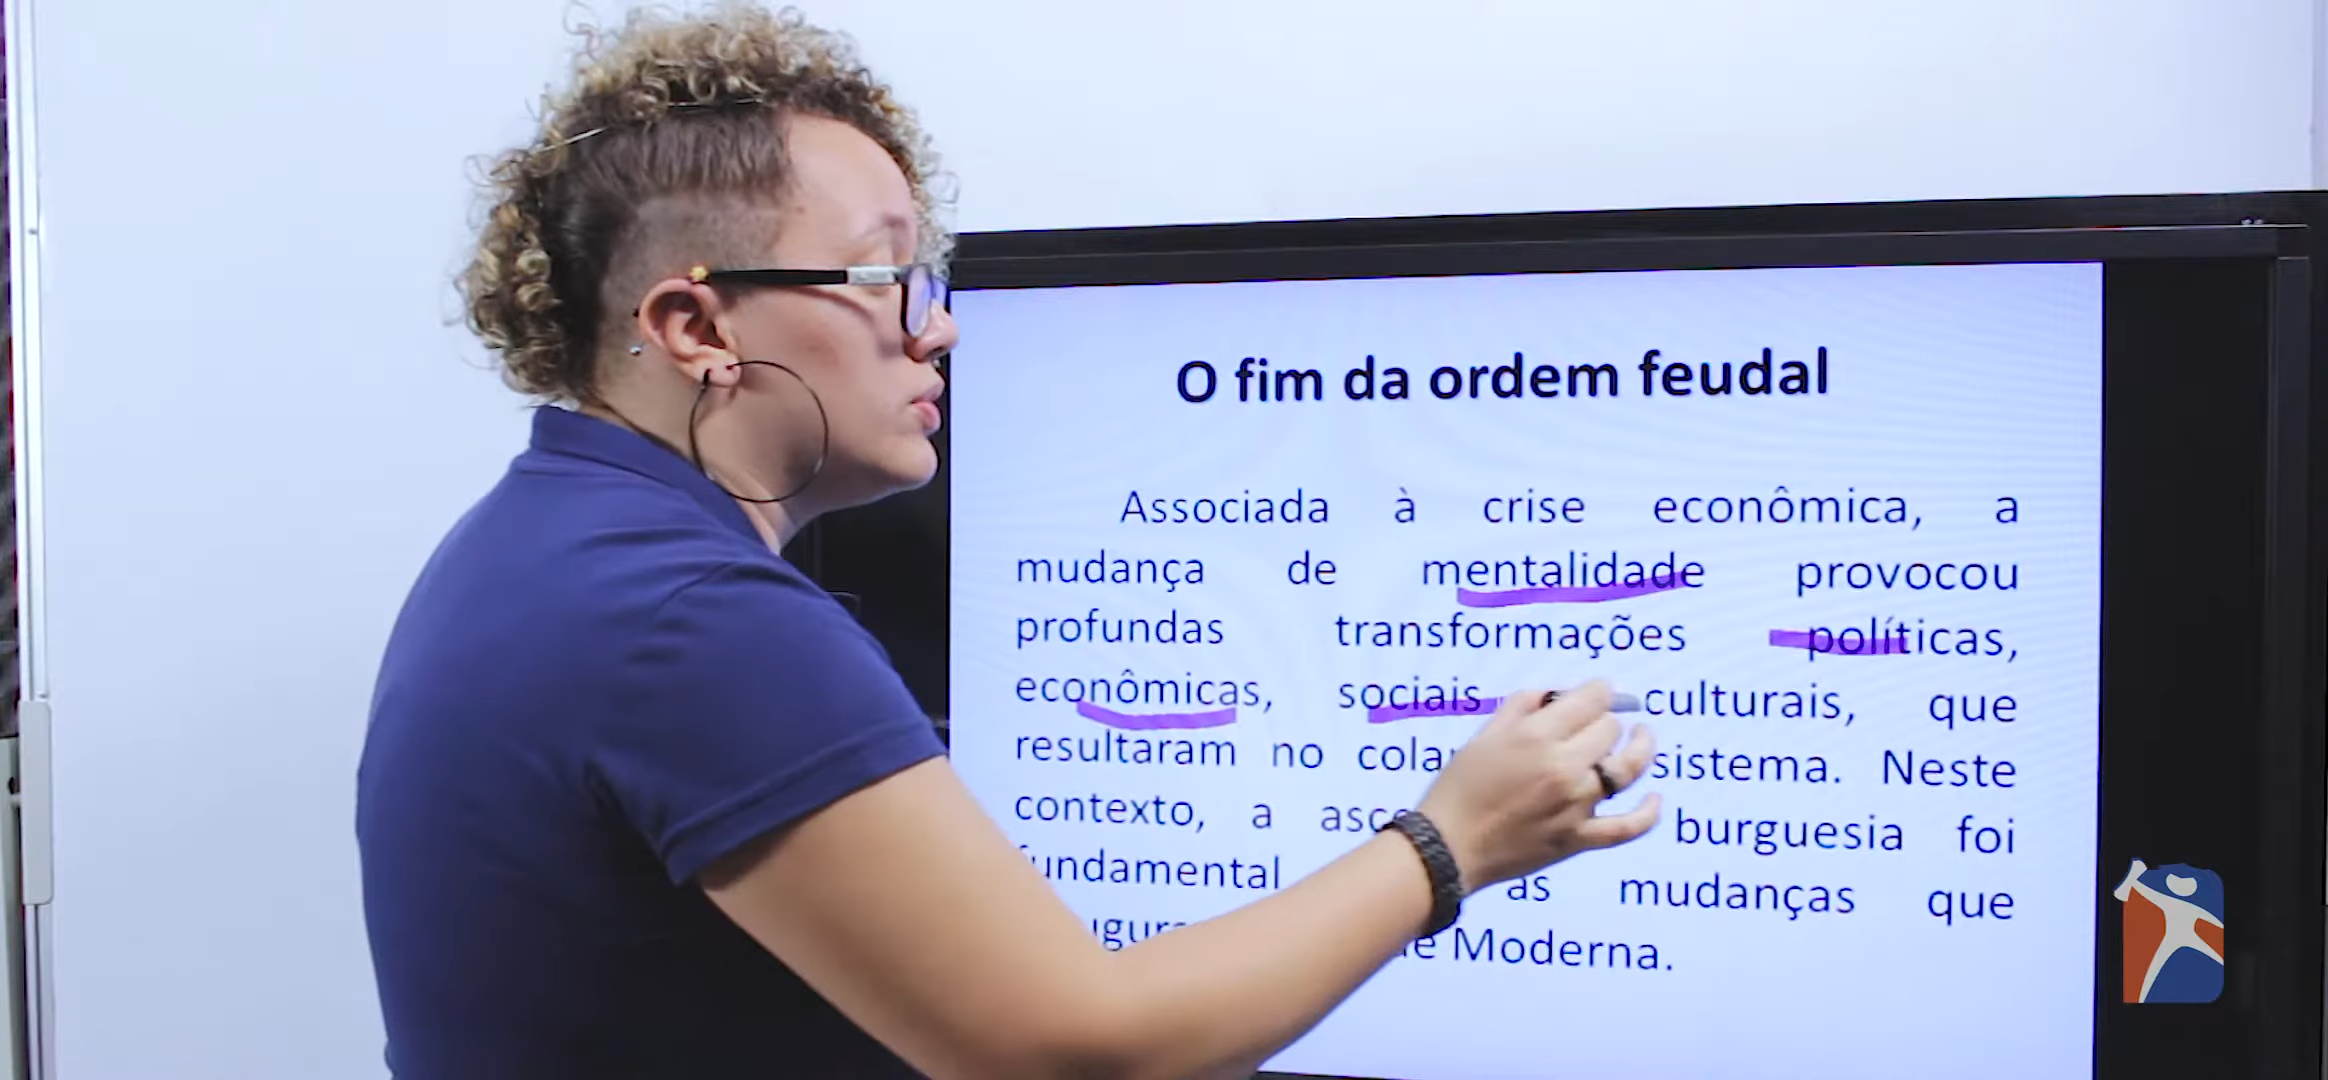 O fim da ordem feudal
Associada à crise econômica, a
mudança de mentalidade provocou
profundas transformações políticas,
econômicas, sociais culturais, que
resultaram no sistema. Neste
contexto, a burguesia foi
fundamental as mudanças que
Moderna.